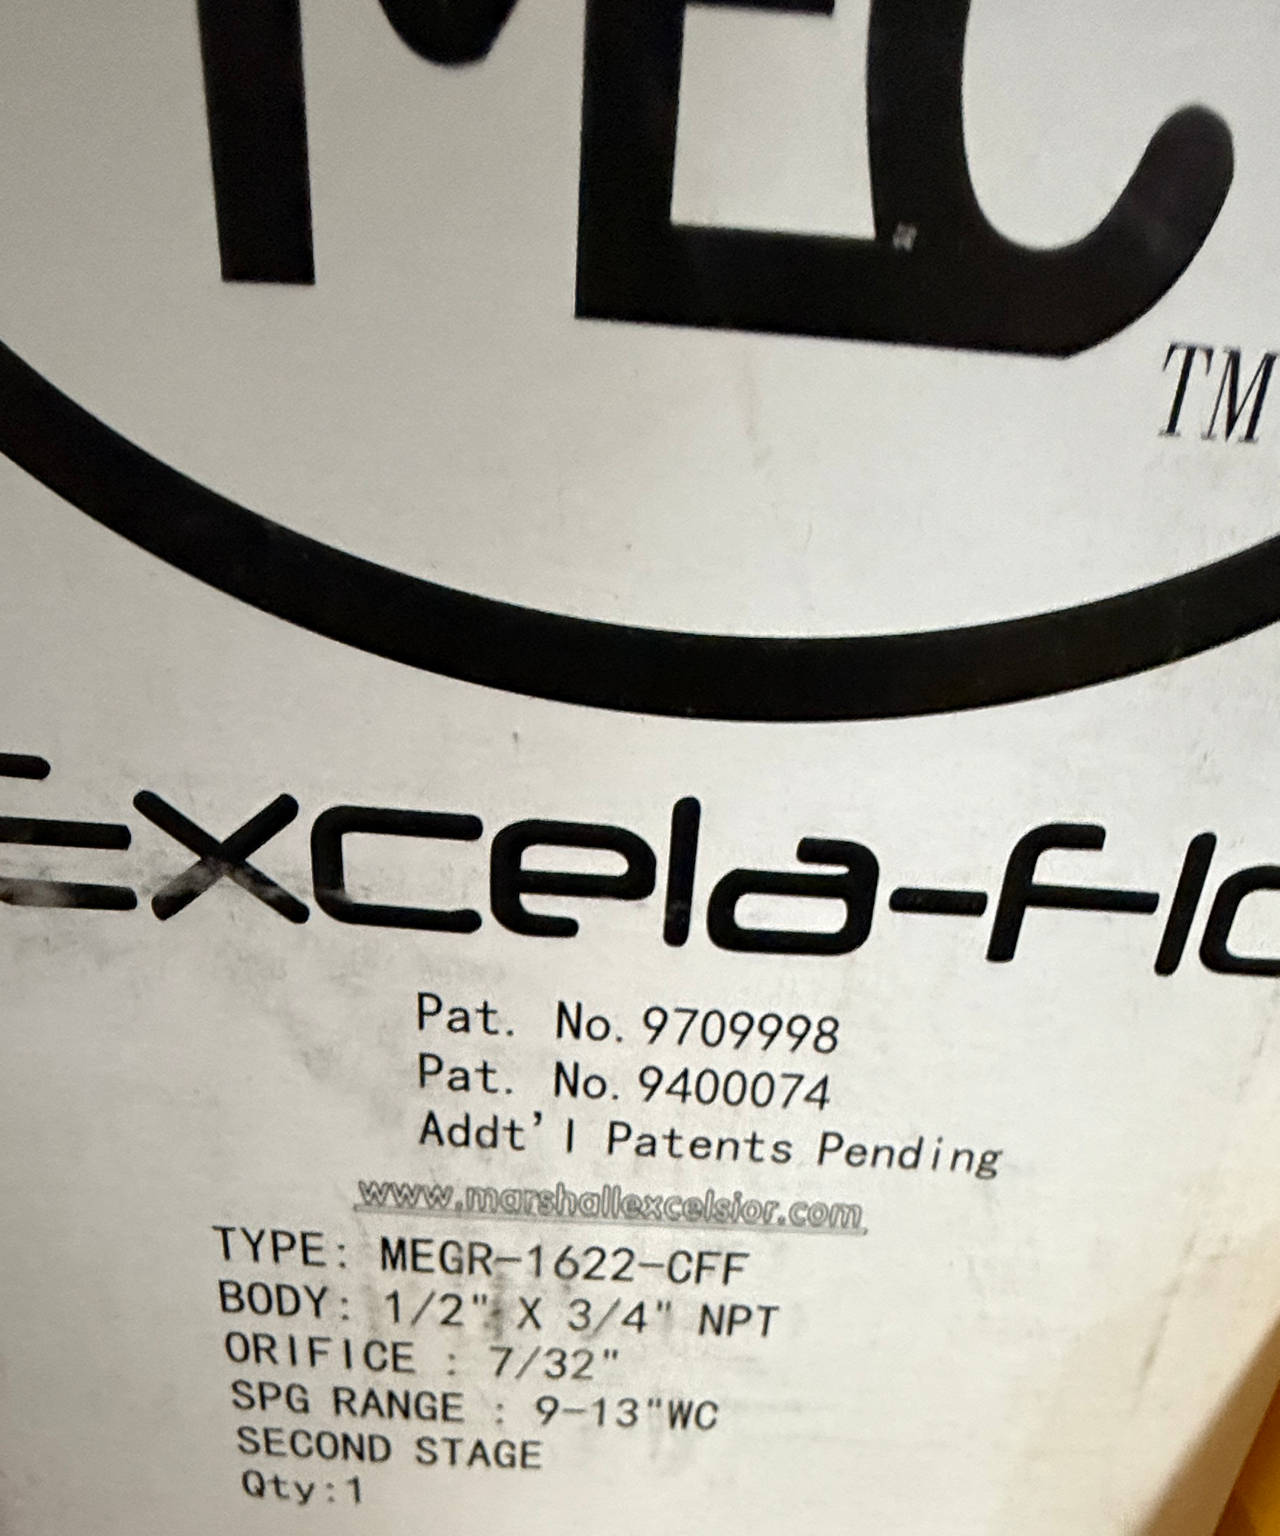 MEC
TM
Excela-Flo
Pat. No. 9709998
Pat. No. 9400074
Addt'l Patents Pending
www.marshallexcelsior.com
TYPE: MEGR-1622-CFF
BODY: 1/2" X 3/4" NPT
ORIFICE : 7/32"
SPG RANGE : 9-13"WC
SECOND STAGE
Qty:1